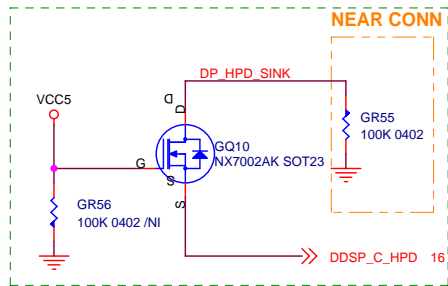 NEAR CONN
DP_HPD_SINK
VCC5
D
D
GR55
100K 0402
GQ10
NX7002AK SOT23
G
S
GR56
100K 0402 /NI
S
DDSP_C_HPD 16